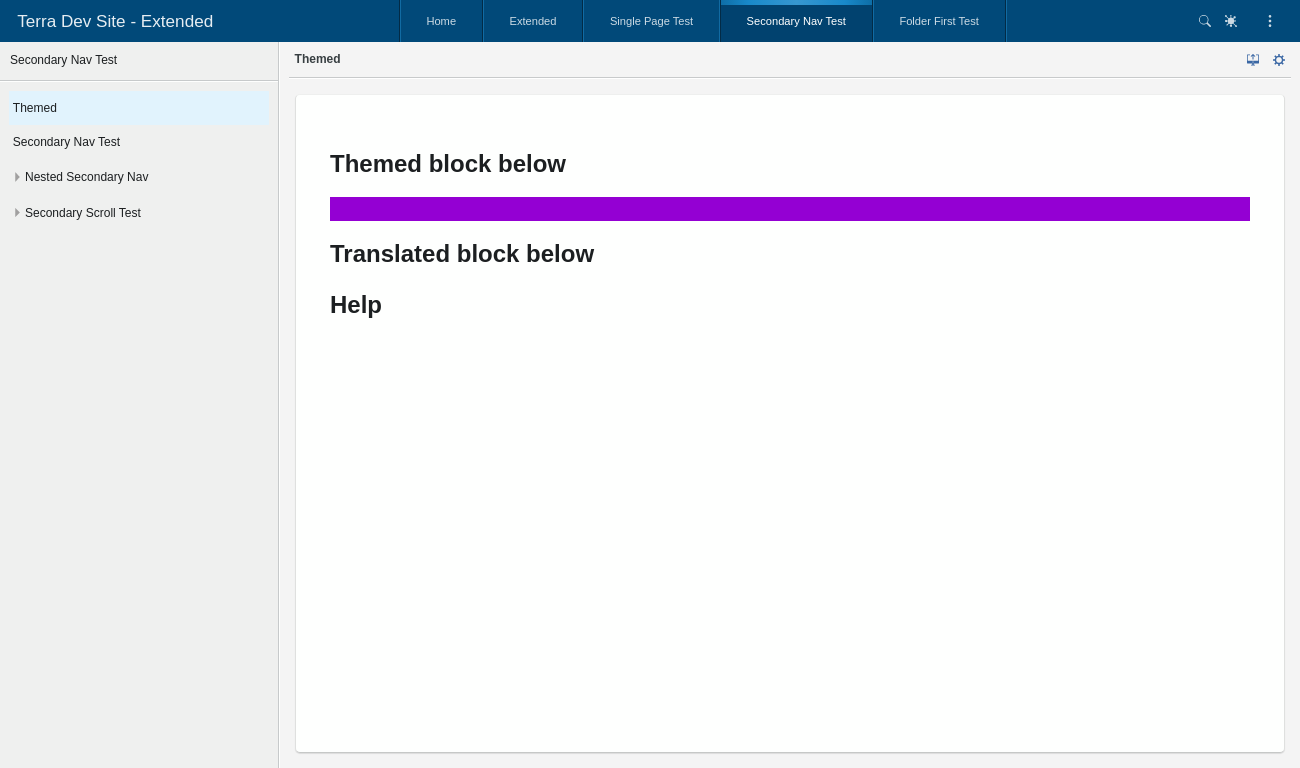 Terra Dev Site - Extended
Home
Extended
Single Page Test
Secondary Nav Test
Folder First Test
Secondary Nav Test
Themed
Secondary Nav Test
Nested Secondary Nav
Secondary Scroll Test
Themed
Themed block below
Translated block below
Help